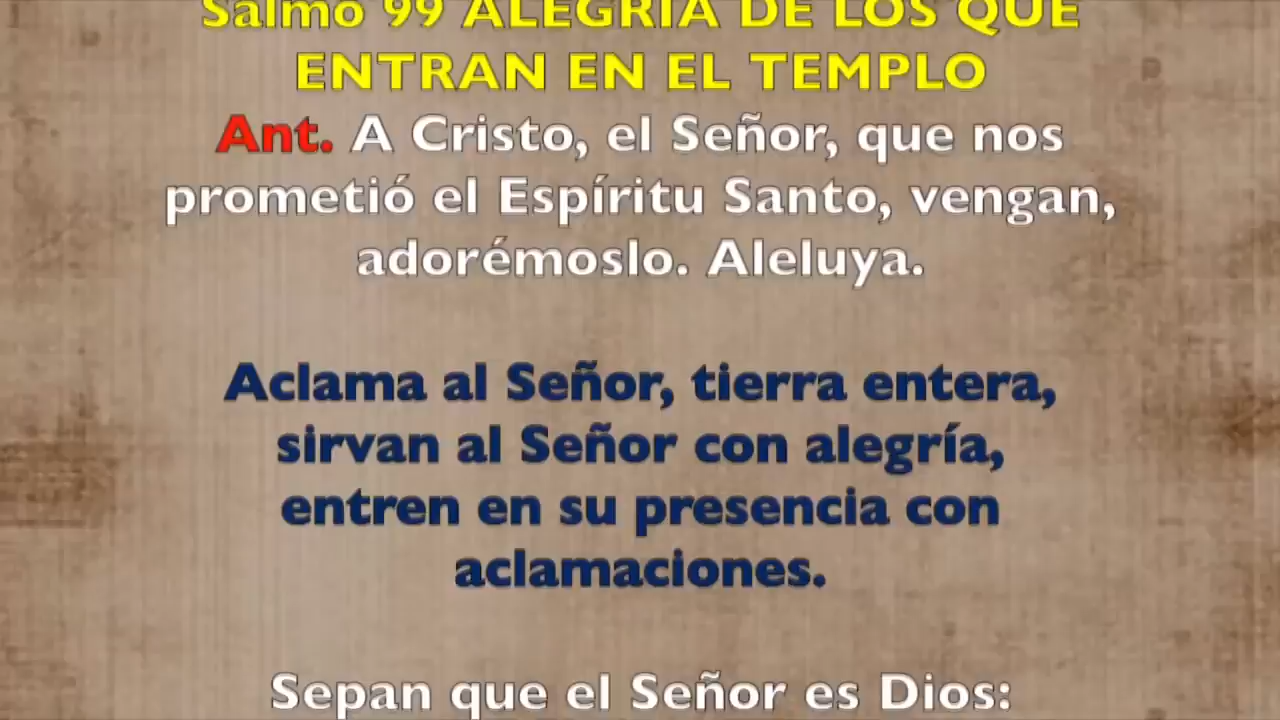 Salmo 99 ALEGRÍA DE LOS QUE
ENTRAN EN EL TEMPLO
Ant. A Cristo, el Señor, que nos
prometió el Espíritu Santo, vengan,
adorémoslo. Aleluya.
Aclama al Señor, tierra entera,
sirvan al Señor con alegría,
entren en su presencia con
aclamaciones.
Sepan que el Señor es Dios: